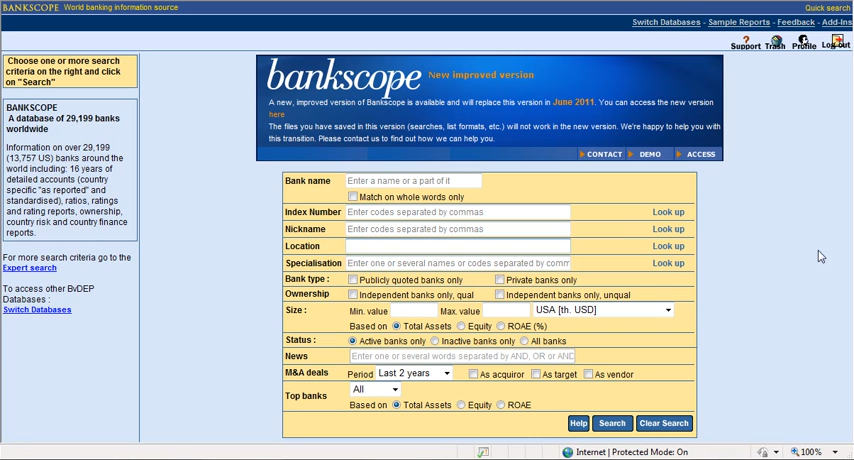 BANKSCOPE World banking information source
Quick search
Switch Databases - Sample Reports - Feedback - Add-Ins
Support Trash Profile Log out
Choose one or more search
criteria on the right and click
on "Search"
BANKSCOPE
A database of 29,199 banks
worldwide
Information on over 29,199
(13,757 US) banks around the
world including: 16 years of
detailed accounts (country
specific "as reported" and
standardised), ratios, ratings
and rating reports, ownership,
country risk and country finance
reports.
For more search criteria go to the
Expert search
To access other BvDEP
Databases :
Switch Databases
bankscope New improved version
A new, improved version of Bankscope is available and will replace this version in June 2011. You can access the new version
here
The files you have saved in this version (searches, list formats, etc.) will not work in the new version. We're happy to help you with
this transition. Please contact us to find out how we can help you.
CONTACT DEMO ACCESS
Bank name Enter a name or a part of it
Match on whole words only
Index Number Enter codes separated by commas Look up
Nickname Enter codes separated by commas Look up
Location Look up
Specialisation Enter one or several names or codes separated by comm Look up
Bank type : Publicly quoted banks only Private banks only
Ownership Independent banks only, qual Independent banks only, unqual
Size : Min. value Max. value USA [th. USD]
Based on Total Assets Equity ROAE (%)
Status : Active banks only Inactive banks only All banks
News Enter one or several words separated by AND, OR or AND
M&A deals Period Last 2 years As acquiror As target As vendor
Top banks All
Based on Total Assets Equity ROAE
Help Search Clear Search
Internet | Protected Mode: On 100%